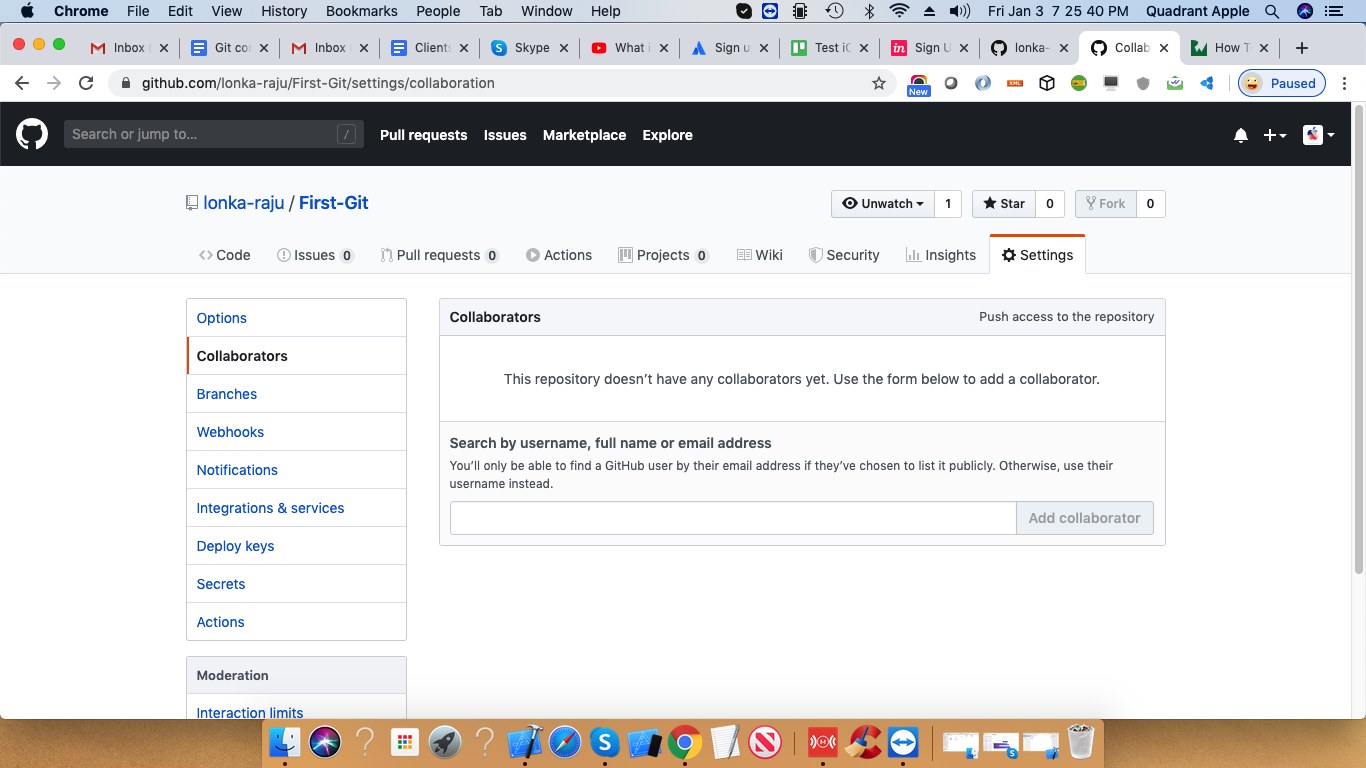 Chrome File Edit View History Bookmarks People Tab Window Help Fri Jan 3 7 25 40 PM Quadrant Apple
Inbox Git co Inbox Clients Skype What i Sign u Test iO Sign U lonka- Collab How T
github.com/lonka-raju/First-Git/settings/collaboration New XML Paused
Search or jump to... / Pull requests Issues Marketplace Explore
lonka-raju / First-Git Unwatch 1 Star 0 Fork 0
Code Issues 0 Pull requests 0 Actions Projects 0 Wiki Security Insights Settings
Options
Collaborators
Branches
Webhooks
Notifications
Integrations & services
Deploy keys
Secrets
Actions
Moderation
Interaction limits
Collaborators Push access to the repository
This repository doesn’t have any collaborators yet. Use the form below to add a collaborator.
Search by username, full name or email address
You’ll only be able to find a GitHub user by their email address if they’ve chosen to list it publicly. Otherwise, use their
username instead.
Add collaborator